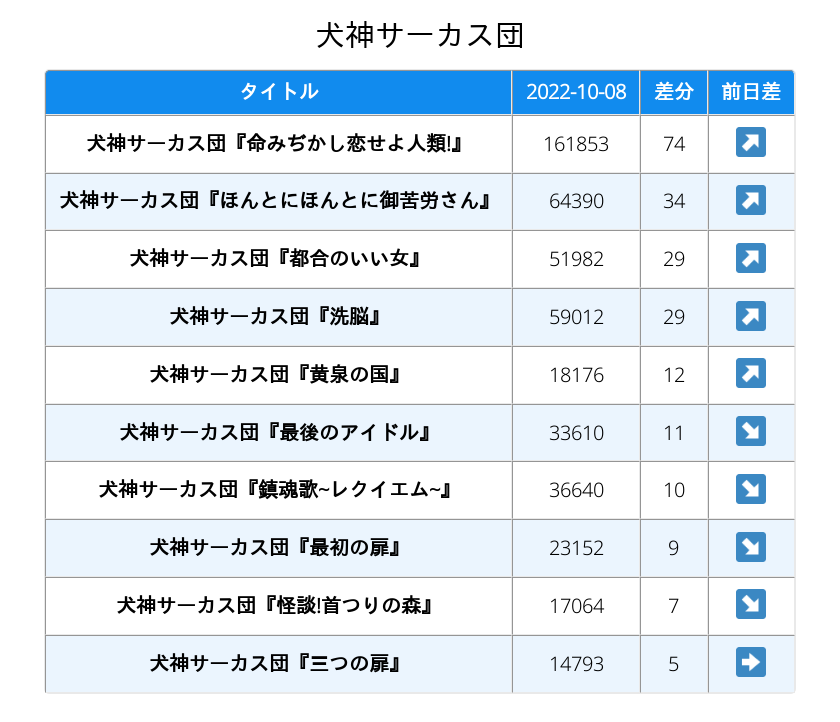 犬神サーカス団
タイトル 2022-10-08 差分 前日差
犬神サーカス団『命みぢかし恋せよ人類!』 161853 74 ↗
犬神サーカス団『ほんとにほんとに御苦労さん』 64390 34 ↗
犬神サーカス団『都合のいい女』 51982 29 ↗
犬神サーカス団『洗脳』 59012 29 ↗
犬神サーカス団『黄泉の国』 18176 12 ↗
犬神サーカス団『最後のアイドル』 33610 11 ↘
犬神サーカス団『鎮魂歌~レクイエム~』 36640 10 ↘
犬神サーカス団『最初の扉』 23152 9 ↘
犬神サーカス団『怪談!首つりの森』 17064 7 ↘
犬神サーカス団『三つの扉』 14793 5 ➡